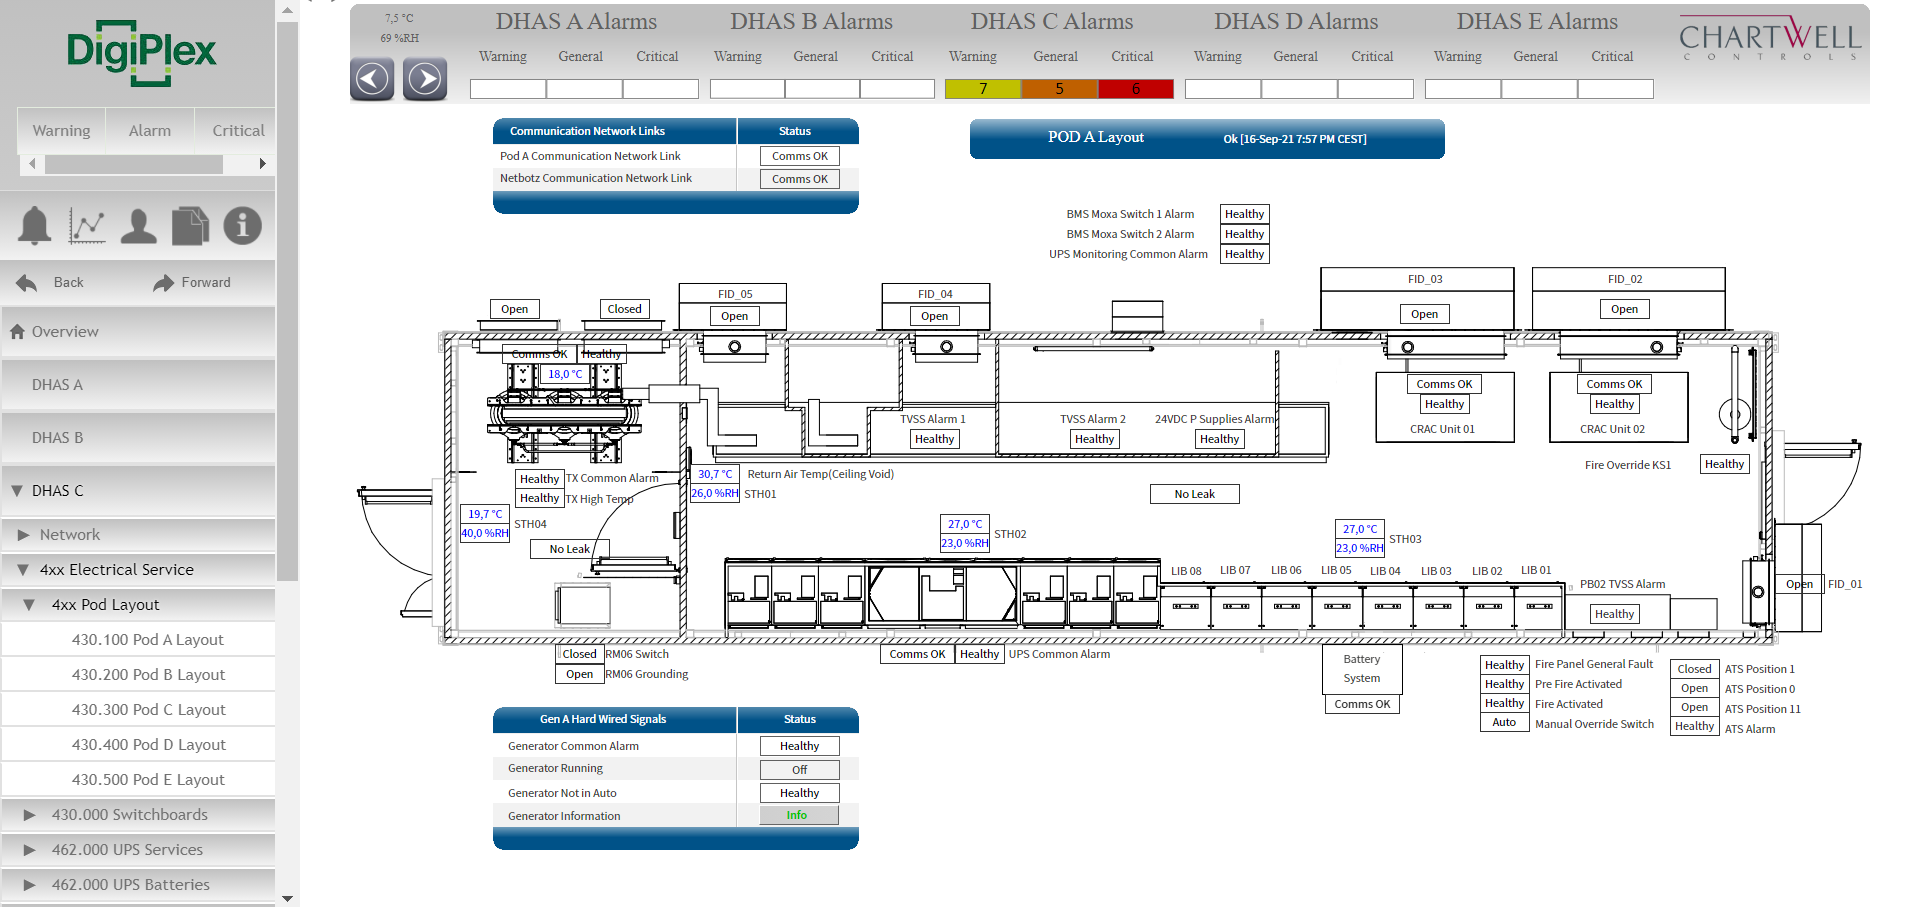 DigiPlex
Warning Alarm Critical
Back Forward
Overview
DHAS A
DHAS B
DHAS C
Network
4xx Electrical Service
4xx Pod Layout
430.100 Pod A Layout
430.200 Pod B Layout
430.300 Pod C Layout
430.400 Pod D Layout
430.500 Pod E Layout
430.000 Switchboards
462.000 UPS Services
462.000 UPS Batteries
7,5 °C
69 %RH
DHAS A Alarms DHAS B Alarms DHAS C Alarms DHAS D Alarms DHAS E Alarms
Warning General Critical Warning General Critical Warning General Critical Warning General Critical Warning General Critical
7 5 6
CHARTWELL
CONTROLS
Communication Network Links Status
Pod A Communication Network Link Comms OK
Netbotz Communication Network Link Comms OK
POD A Layout Ok [16-Sep-21 7:57 PM CEST]
BMS Moxa Switch 1 Alarm Healthy
BMS Moxa Switch 2 Alarm Healthy
UPS Monitoring Common Alarm Healthy
FID_03 FID_02
FID_05 FID_04
Open Closed Open Open Open Open
Comms OK Healthy
18,0 °C
Comms OK Comms OK
Healthy Healthy
CRAC Unit 01 CRAC Unit 02
TVSS Alarm 1 TVSS Alarm 2 24VDC P Supplies Alarm
Healthy Healthy Healthy
Fire Override KS1 Healthy
Healthy TX Common Alarm
Healthy TX High Temp
30,7 °C Return Air Temp(Ceiling Void)
26,0 %RH STH01
No Leak
19,7 °C
40,0 %RH STH04
No Leak
27,0 °C
23,0 %RH STH02
27,0 °C
23,0 %RH STH03
LIB 08 LIB 07 LIB 06 LIB 05 LIB 04 LIB 03 LIB 02 LIB 01
PB02 TVSS Alarm
Healthy
Open FID_01
Closed RM06 Switch
Open RM06 Grounding
Comms OK Healthy UPS Common Alarm
Battery
System
Comms OK
Healthy Fire Panel General Fault
Healthy Pre Fire Activated
Healthy Fire Activated
Auto Manual Override Switch
Closed ATS Position 1
Open ATS Position 0
Open ATS Position 11
Healthy ATS Alarm
Gen A Hard Wired Signals Status
Generator Common Alarm Healthy
Generator Running Off
Generator Not in Auto Healthy
Generator Information Info